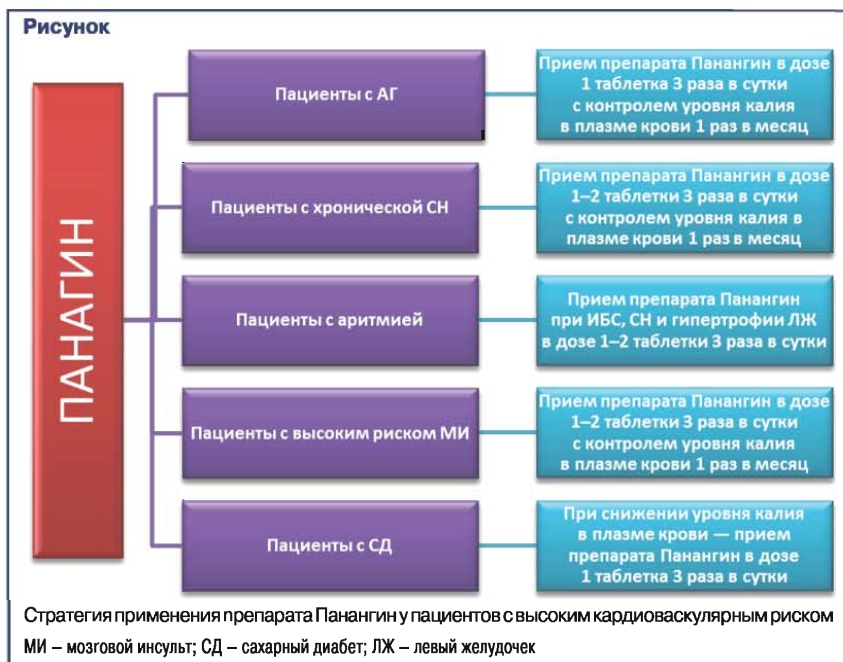 Рисунок
ПАНАГИН
Пациенты с АГ
Прием препарата Панангин в дозе
1 таблетка 3 раза в сутки
с контролем уровня калия
в плазме крови 1 раз в месяц
Пациенты с хронической СН
Прием препарата Панангин в дозе
1–2 таблетки 3 раза в сутки
с контролем уровня калия в
плазме крови 1 раз в месяц
Пациенты с аритмией
Прием препарата Панангин
при ИБС, СН и гипертрофии ЛЖ
в дозе 1–2 таблетки 3 раза в сутки
Пациенты с высоким риском МИ
Прием препарата Панангин в дозе
1–2 таблетки 3 раза в сутки
с контролем уровня калия
в плазме крови 1 раз в месяц
Пациенты с СД
При снижении уровня калия
в плазме крови — прием
препарата Панангин в дозе
1 таблетка 3 раза в сутки
Стратегия применения препарата Панангин у пациентов с высоким кардиоваскулярным риском
МИ – мозговой инсульт; СД – сахарный диабет; ЛЖ – левый желудочек